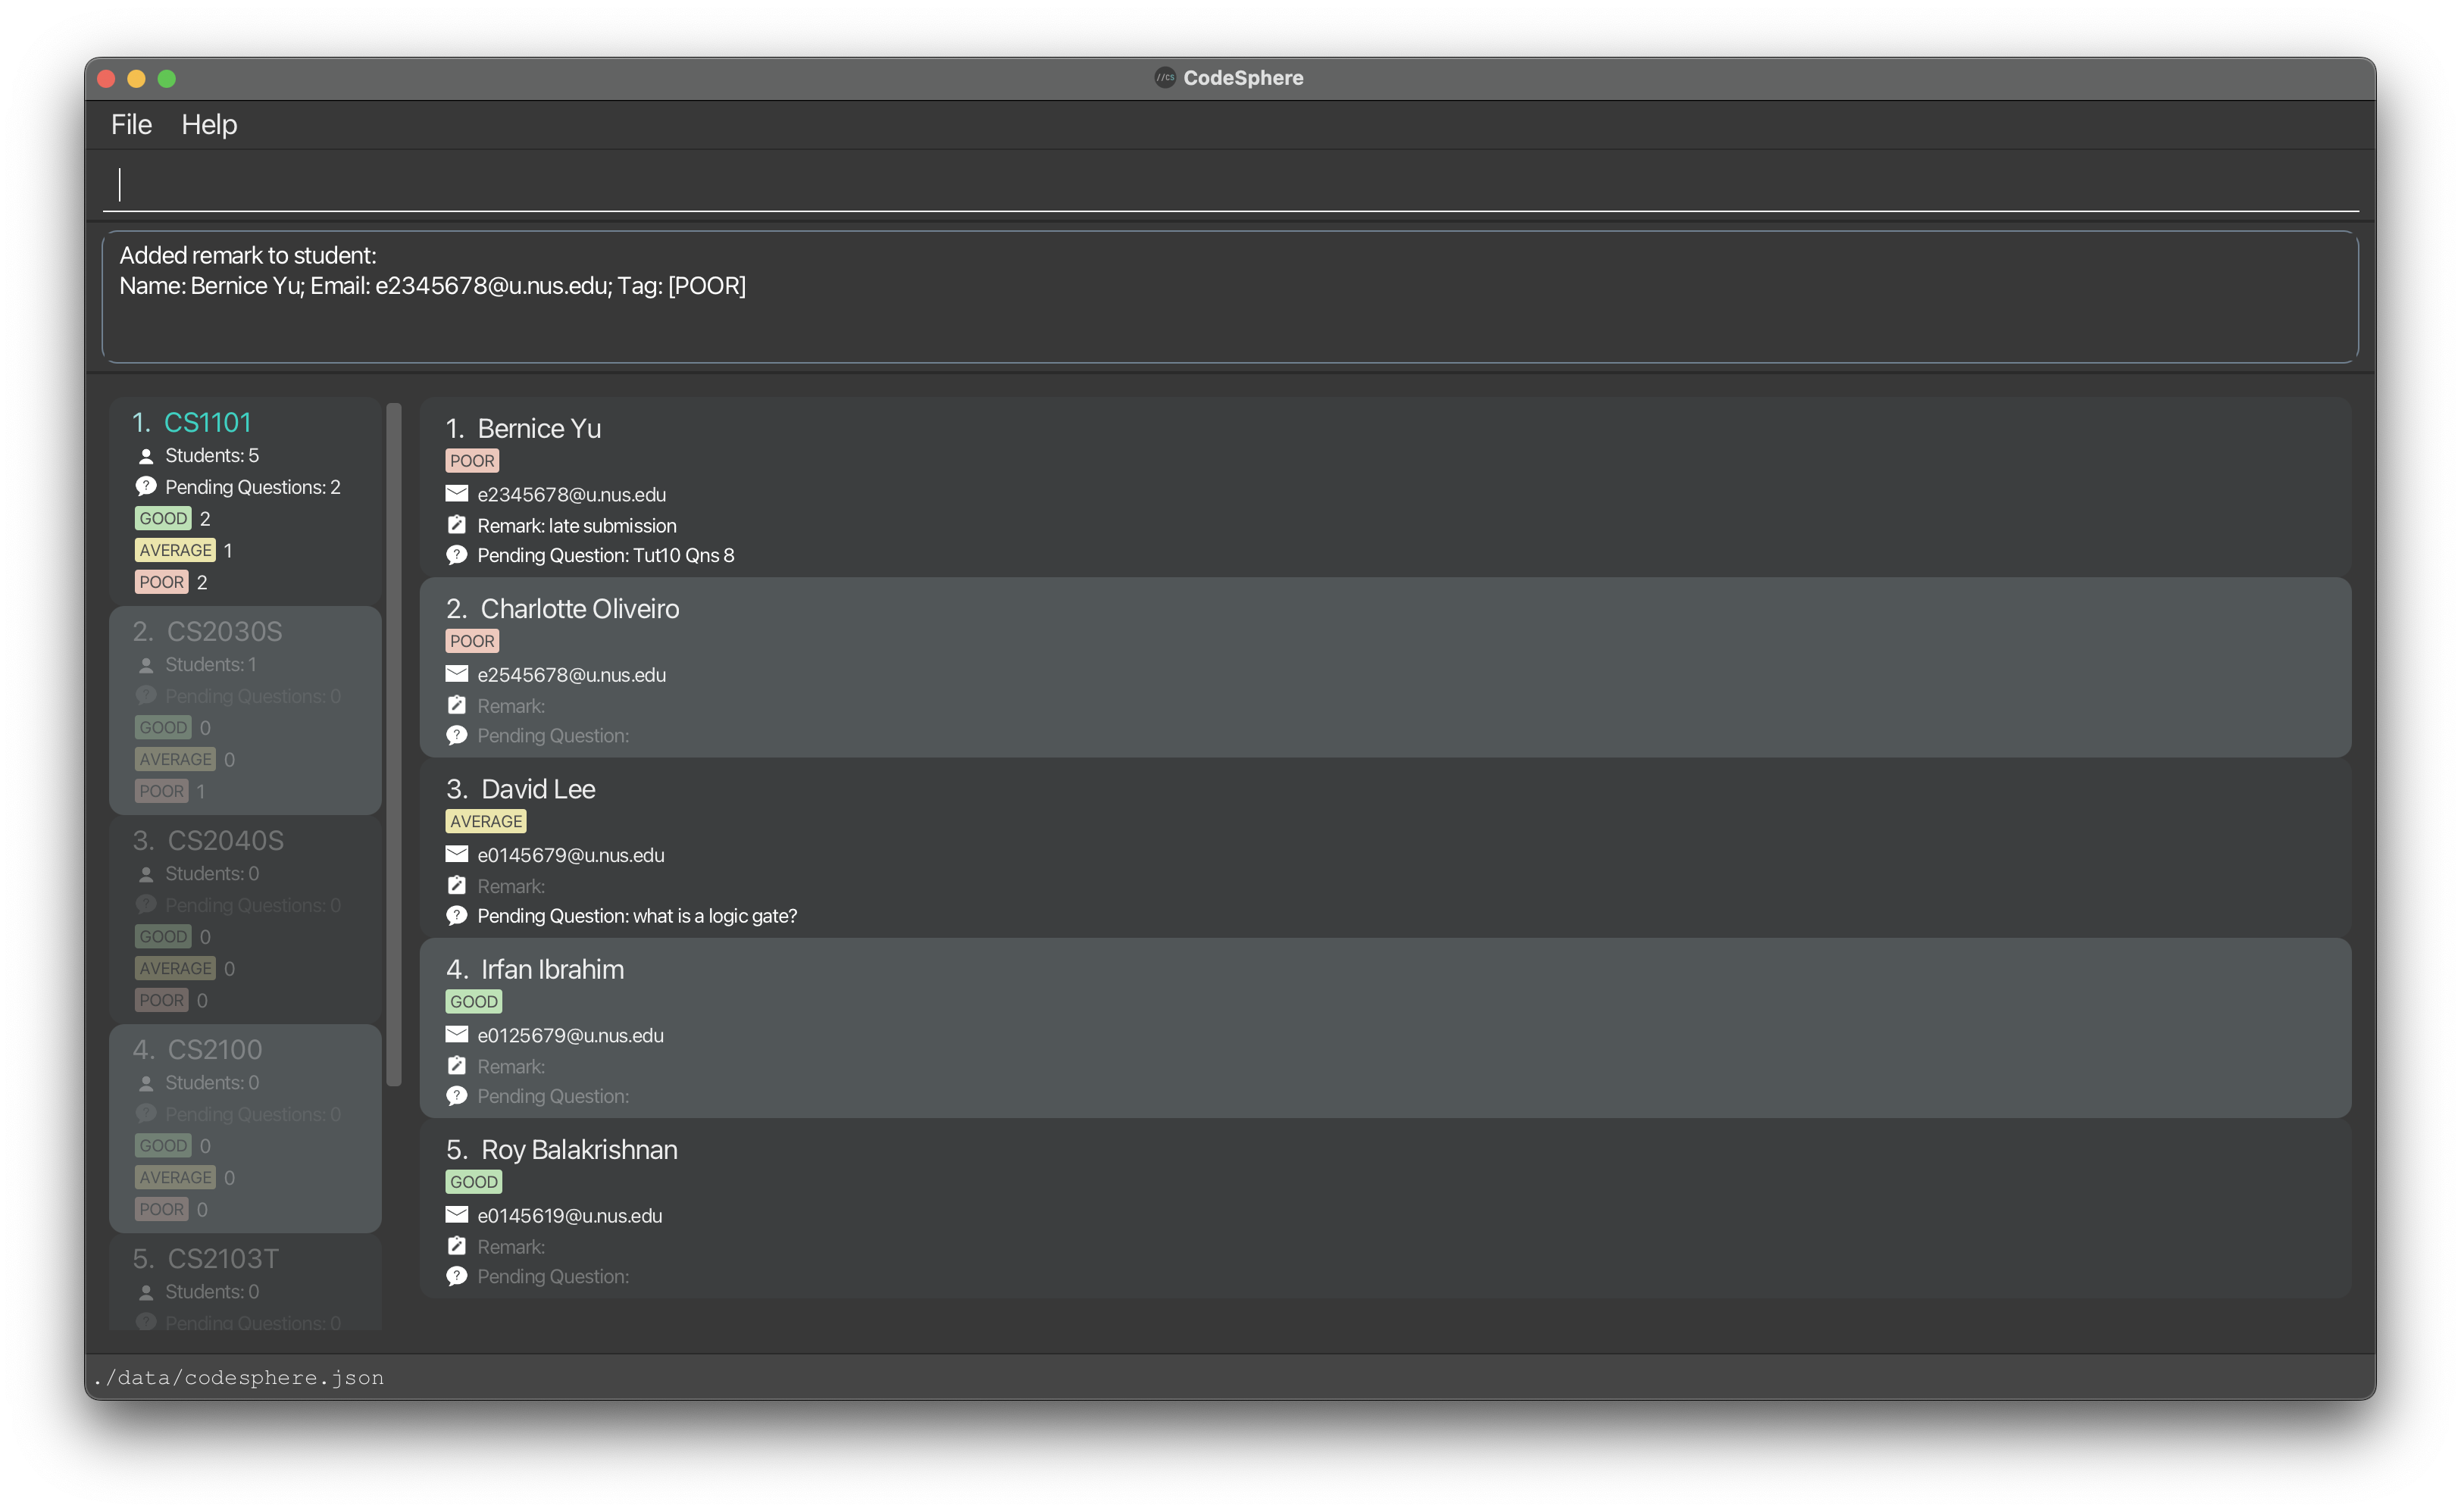 //cs CodeSphere
File Help
Added remark to student:
Name: Bernice Yu; Email: e2345678@u.nus.edu; Tag: [POOR]
1. CS1101
Students: 5
Pending Questions: 2
GOOD 2
AVERAGE 1
POOR 2
2. CS2030S
Students: 1
Pending Questions: 0
GOOD 0
AVERAGE 0
POOR 1
3. CS2040S
Students: 0
Pending Questions: 0
GOOD 0
AVERAGE 0
POOR 0
4. CS2100
Students: 0
Pending Questions: 0
GOOD 0
AVERAGE 0
POOR 0
5. CS2103T
Students: 0
Pending Questions: 0
1. Bernice Yu
POOR
e2345678@u.nus.edu
Remark: late submission
Pending Question: Tut10 Qns 8
2. Charlotte Oliveiro
POOR
e2545678@u.nus.edu
Remark:
Pending Question:
3. David Lee
AVERAGE
e0145679@u.nus.edu
Remark:
Pending Question: what is a logic gate?
4. Irfan Ibrahim
GOOD
e0125679@u.nus.edu
Remark:
Pending Question:
5. Roy Balakrishnan
GOOD
e0145619@u.nus.edu
Remark:
Pending Question:
./data/codesphere.json